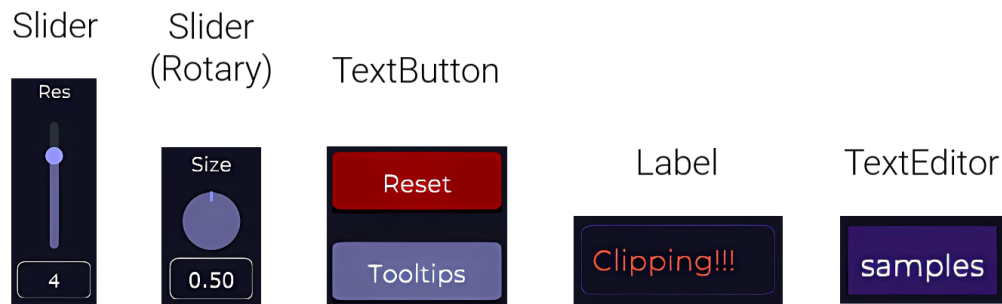 Slider
Res
4
Slider
(Rotary)
Size
0.50
TextButton
Reset
Tooltips
Label
Clipping!!!
TextEditor
samples